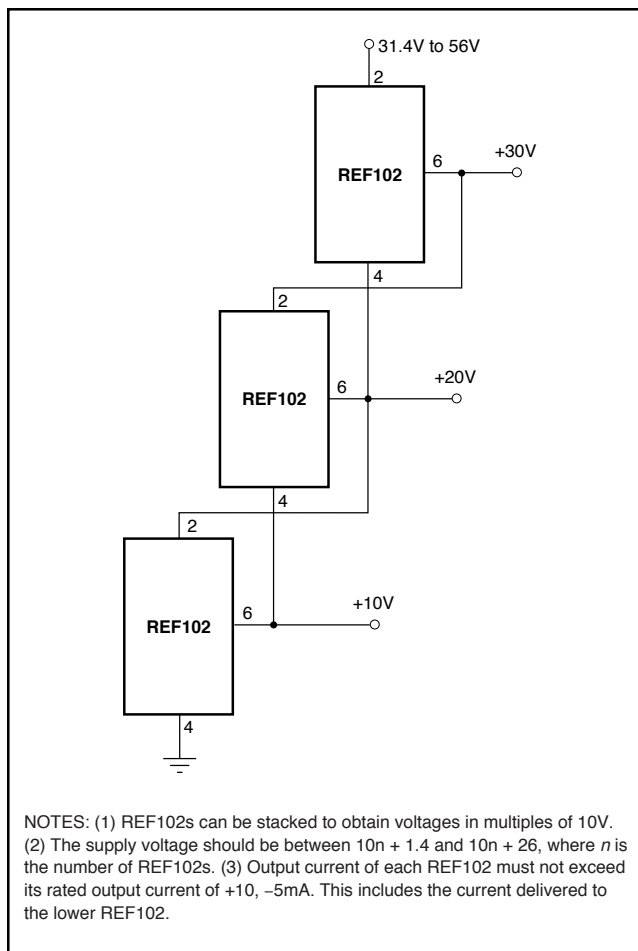 31.4V to 56V
2
REF102
6
+30V
4
2
REF102
6
+20V
4
2
REF102
6
+10V
4
NOTES: (1) REF102s can be stacked to obtain voltages in multiples of 10V.
(2) The supply voltage should be between 10n + 1.4 and 10n + 26, where n is
the number of REF102s. (3) Output current of each REF102 must not exceed
its rated output current of +10, −5mA. This includes the current delivered to
the lower REF102.